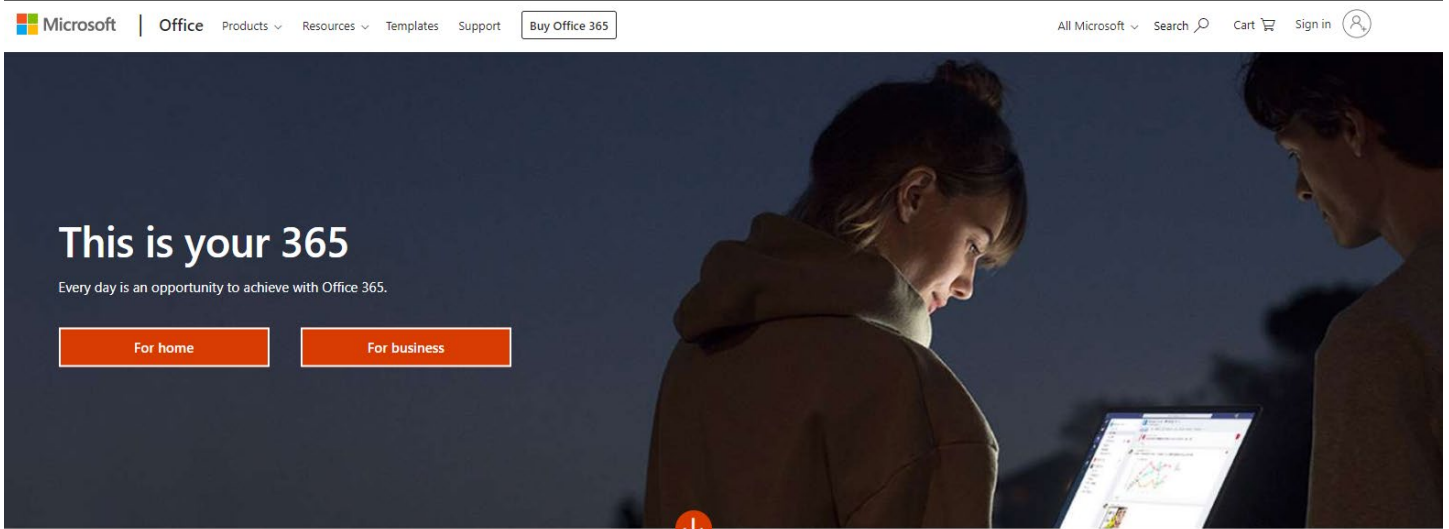 Microsoft | Office Products Resources Templates Support Buy Office 365 All Microsoft Search Cart Sign in
This is your 365
Every day is an opportunity to achieve with Office 365.
For home For business